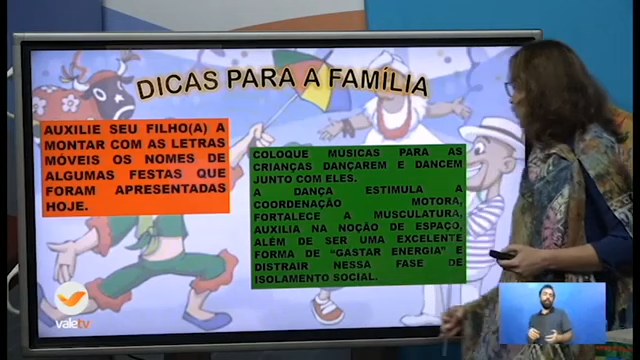 DICAS PARA A FAMÍLIA
AUXILIE SEU FILHO(A) A
MONTAR COM AS LETRAS
MÓVEIS OS NOMES DE
ALGUMAS FESTAS QUE
FORAM APRESENTADAS
HOJE.
COLOQUE MÚSICAS PARA AS
CRIANÇAS DANÇAREM E DANCEM
JUNTO COM ELES.
A DANÇA ESTIMULA A
COORDENAÇÃO MOTORA,
FORTALECE A MUSCULATURA,
AUXILIA NA NOÇÃO DE ESPAÇO,
ALÉM DE SER UMA EXCELENTE
FORMA DE "GASTAR ENERGIA" E
DISTRAIR NESSA FASE DE
ISOLAMENTO SOCIAL.
valetv